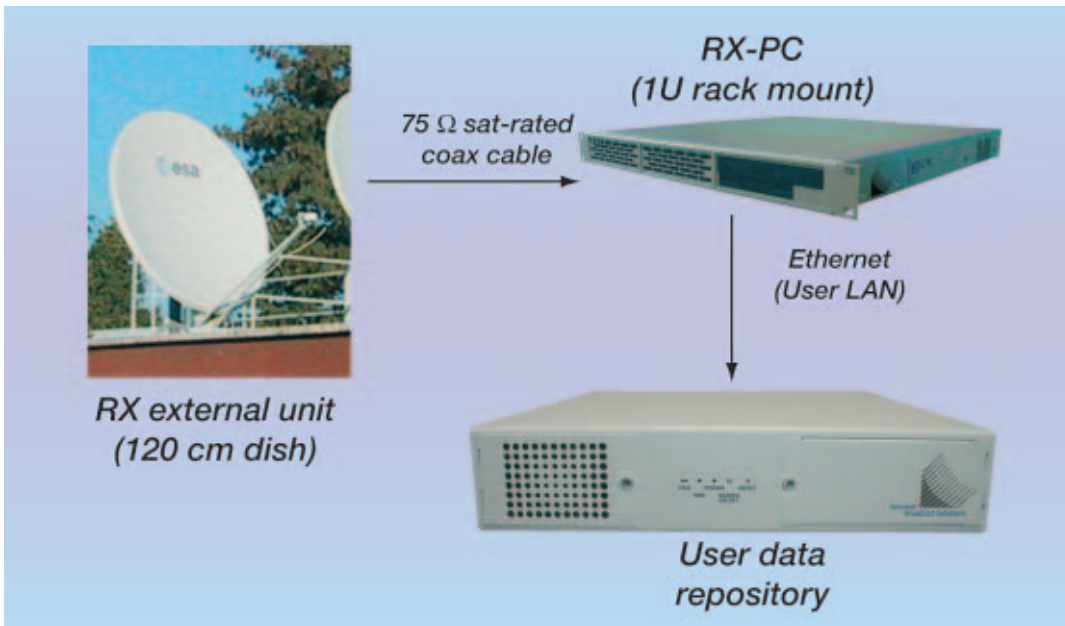 esa
RX-PC
(1U rack mount)
75 Ω sat-rated
coax cable
Ethernet
(User LAN)
RX external unit
(120 cm dish)
User data
repository